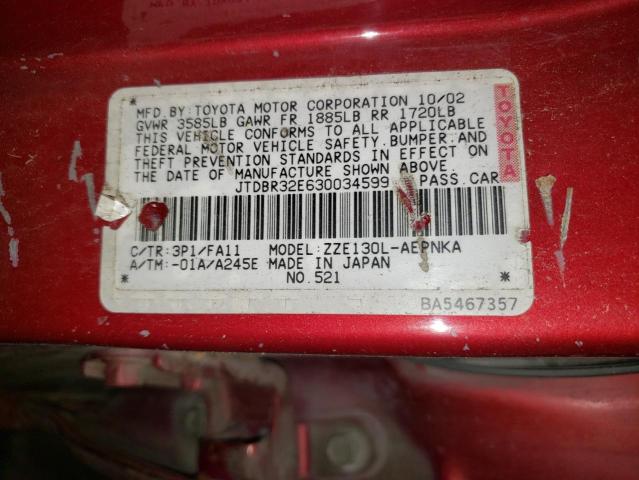 MFD.BY:TOYOTA MOTOR CORPORATION 10/02
GVWR 3585LB GAWR FR 1885LB RR 1720LB
THIS VEHICLE CONFORMS TO ALL APPLICABLE
FEDERAL MOTOR VEHICLE SAFETY,BUMPER,AND
THEFT PREVENTION STANDARDS IN EFFECT ON
THE DATE OF MANUFACTURE SHOWN ABOVE.
JTDBR32E630034599 PASS.CAR
TOYOTA
C/TR:3P1/FA11 MODEL:ZZE130L-AEPNKA
A/TM:-01A/A245E MADE IN JAPAN
* NO.521 *
BA5467357